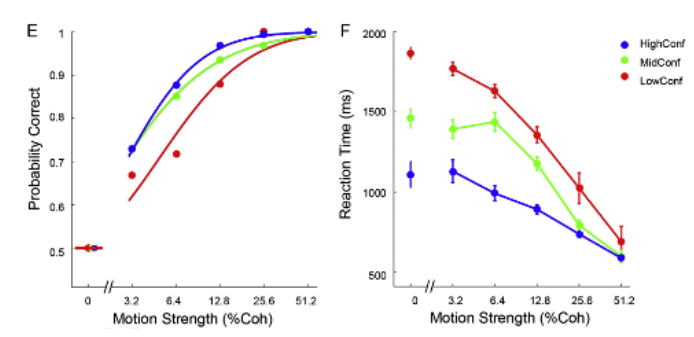 E
1
0.9
0.8
0.7
0.6
0.5
Probability Correct
0
3.2
6.4
12.8
25.6
51.2
Motion Strength (%Coh)
F
2000
1500
1000
500
Reaction Time (ms)
0
3.2
6.4
12.8
25.6
51.2
Motion Strength (%Coh)
HighConf
MidConf
LowConf